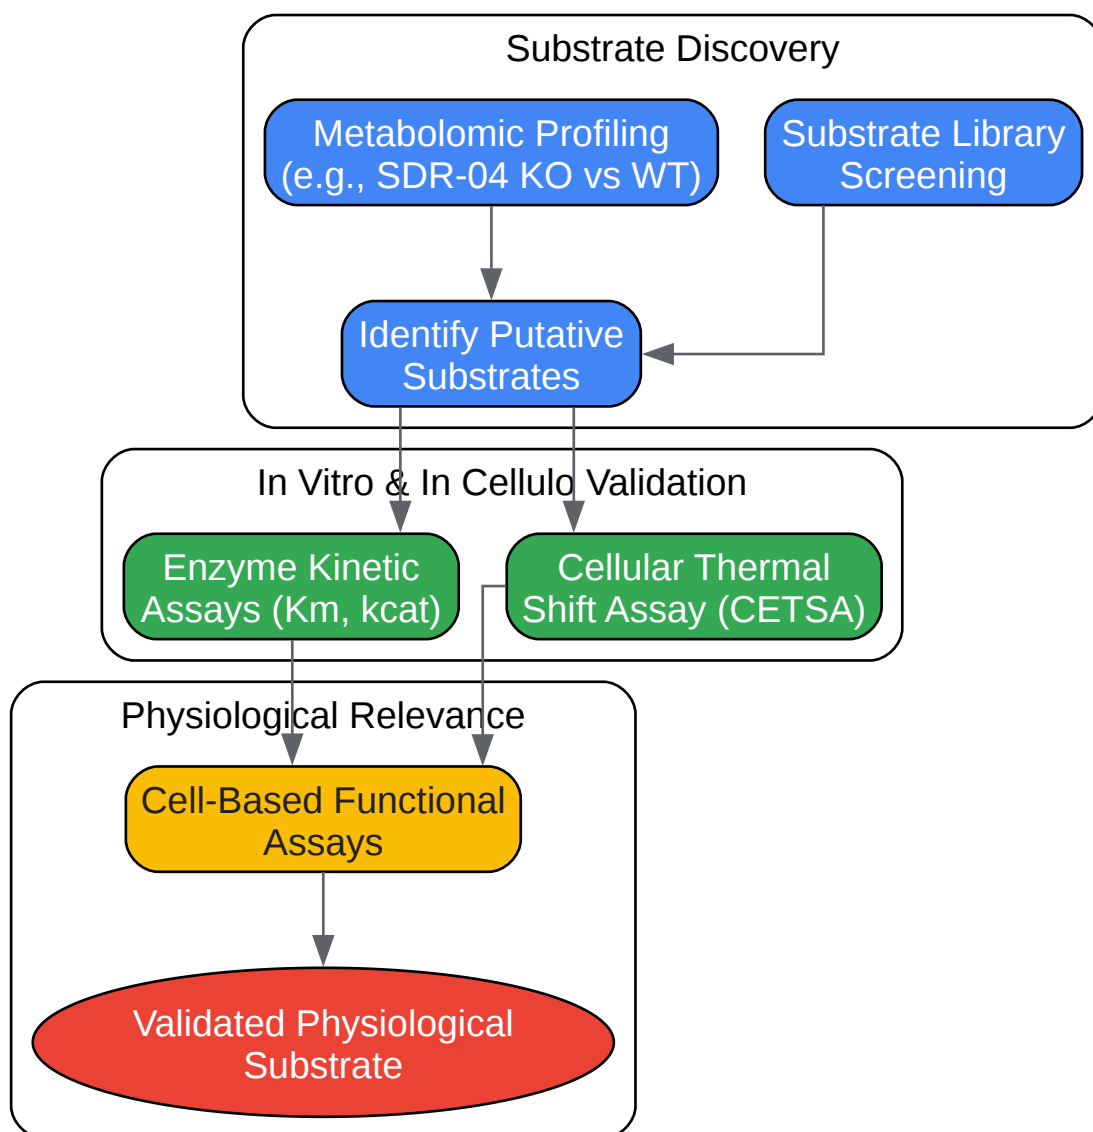 Substrate Discovery
Metabolomic Profiling
(e.g., SDR-04 KO vs WT)
Substrate Library
Screening
Identify Putative
Substrates
In Vitro & In Cellulo Validation
Enzyme Kinetic
Assays (Km, kcat)
Cellular Thermal
Shift Assay (CETSA)
Physiological Relevance
Cell-Based Functional
Assays
Validated Physiological
Substrate